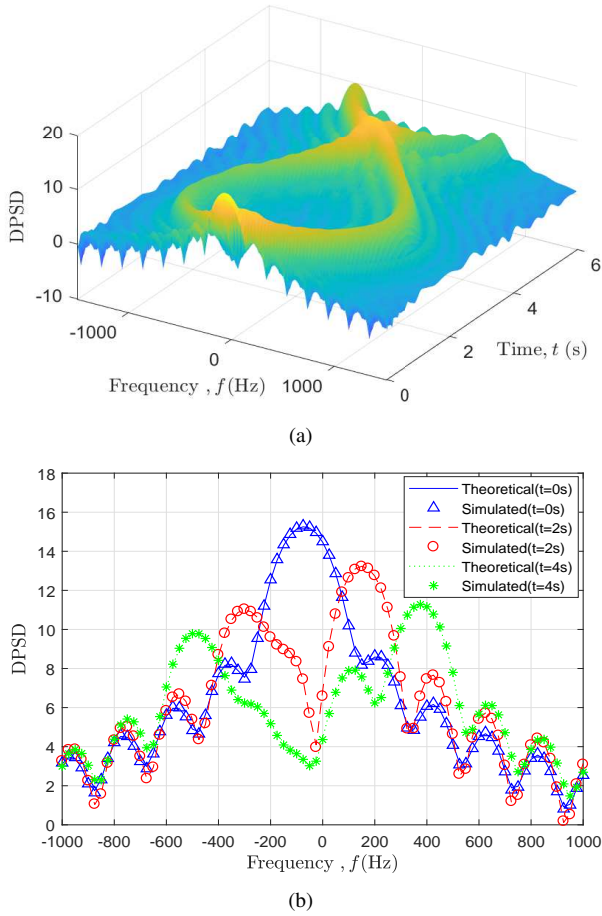 20
10
0
-10
DPSD
-1000
0
1000
Frequency , f(Hz)
0
2
4
6
Time, t (s)
(a)
18
16
14
12
10
8
6
4
2
0
DPSD
Theoretical(t=0s)
Simulated(t=0s)
Theoretical(t=2s)
Simulated(t=2s)
Theoretical(t=4s)
Simulated(t=4s)
-1000 -800 -600 -400 -200 0 200 400 600 800 1000
Frequency , f(Hz)
(b)